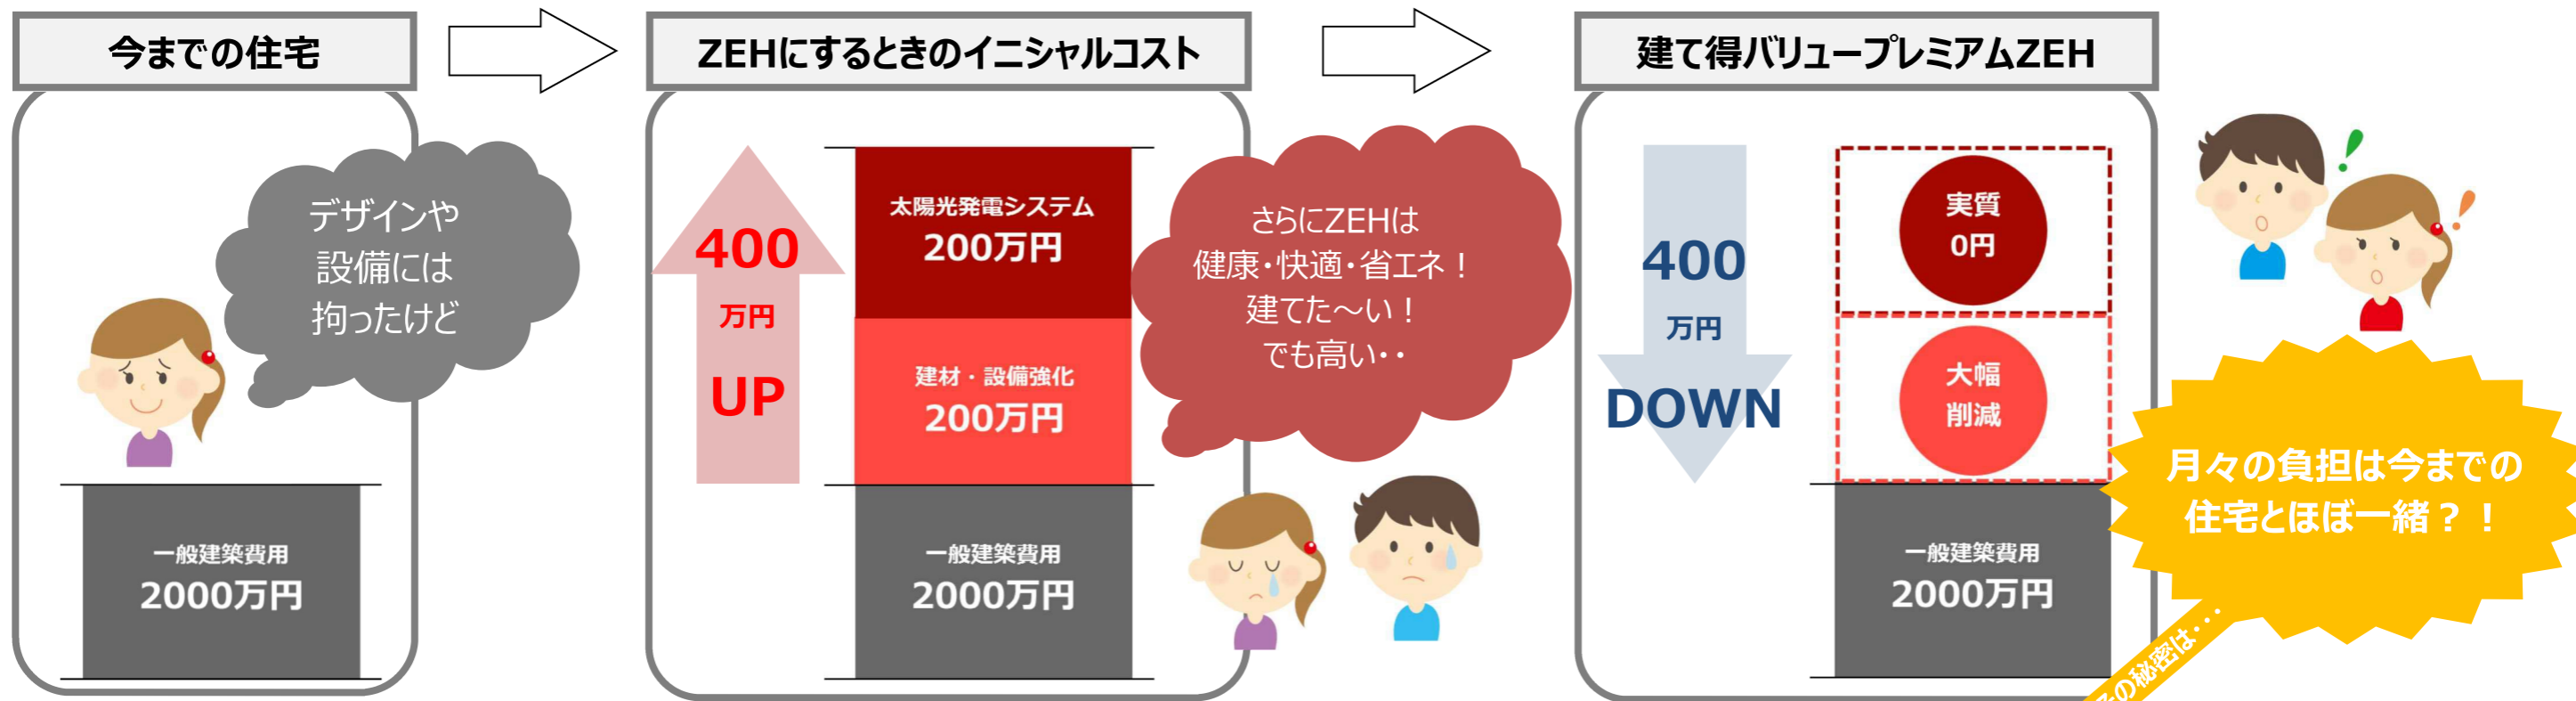 今までの住宅
デザインや
設備には
拘ったけど
一般建築費用
2000万円
ZEHにするときのイニシャルコスト
400
万円
UP
太陽光発電システム
200万円
建材・設備強化
200万円
一般建築費用
2000万円
さらにZEHは
健康・快適・省エネ！
建てた～い！
でも高い・・
建て得バリュープレミアムZEH
400
万円
DOWN
実質
0円
大幅
削減
一般建築費用
2000万円
月々の負担は今までの
住宅とほぼ一緒？！
その秘密は・・・